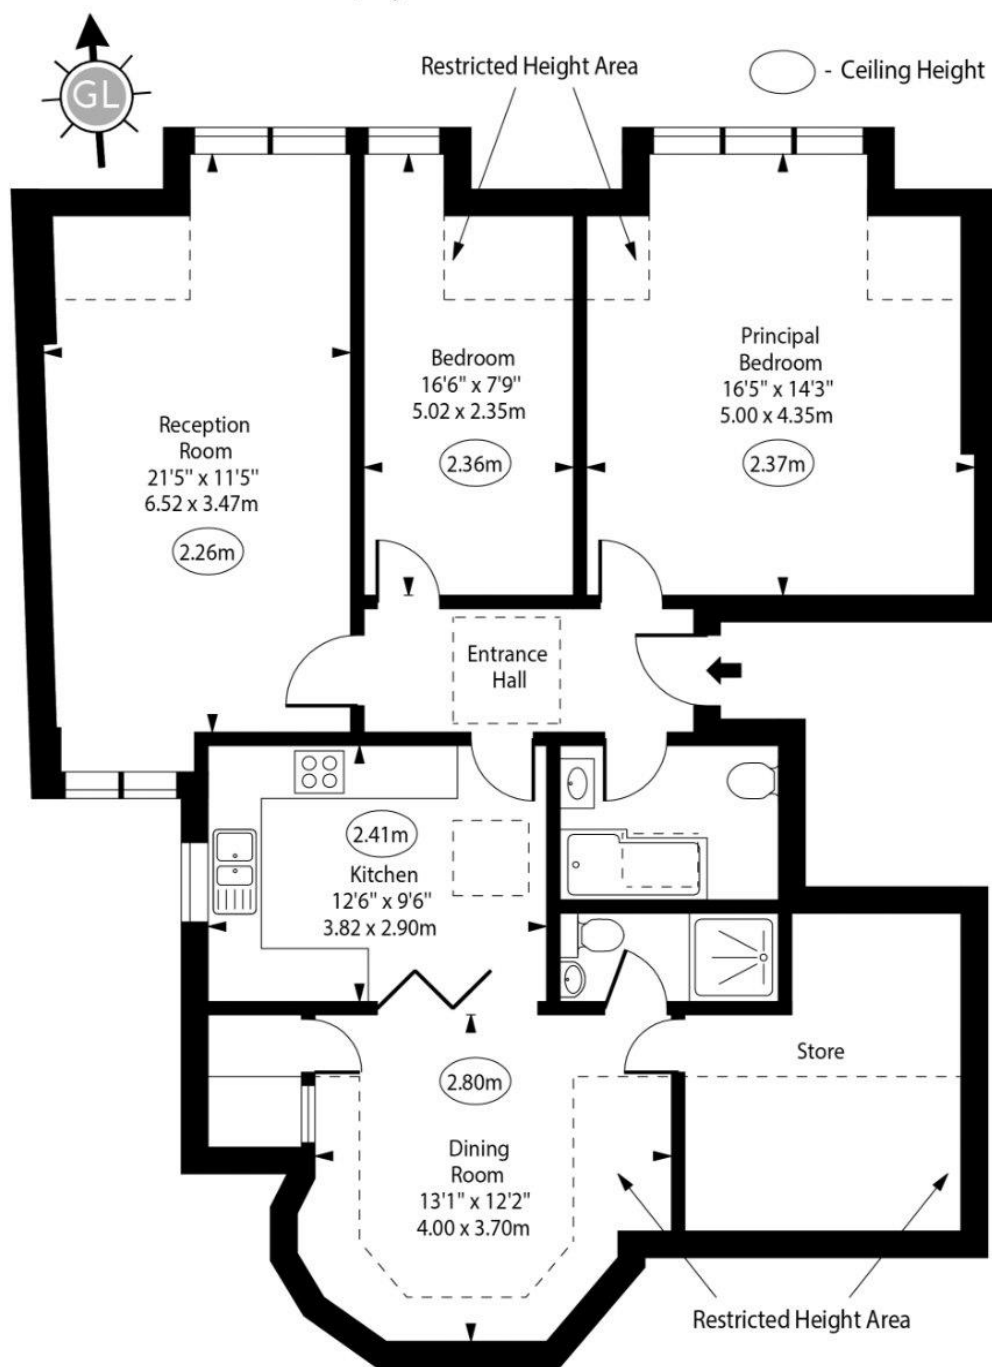 Restricted Height Area
- Ceiling Height
GL
Principal
Bedroom
16'5" x 14'3"
5.00 x 4.35m
2.37m
Bedroom
16'6" x 7'9"
5.02 x 2.35m
2.36m
Reception
Room
21'5" x 11'5"
6.52 x 3.47m
2.26m
Entrance
Hall
2.41m
Kitchen
12'6" x 9'6"
3.82 x 2.90m
Store
2.80m
Dining
Room
13'1" x 12'2"
4.00 x 3.70m
Restricted Height Area